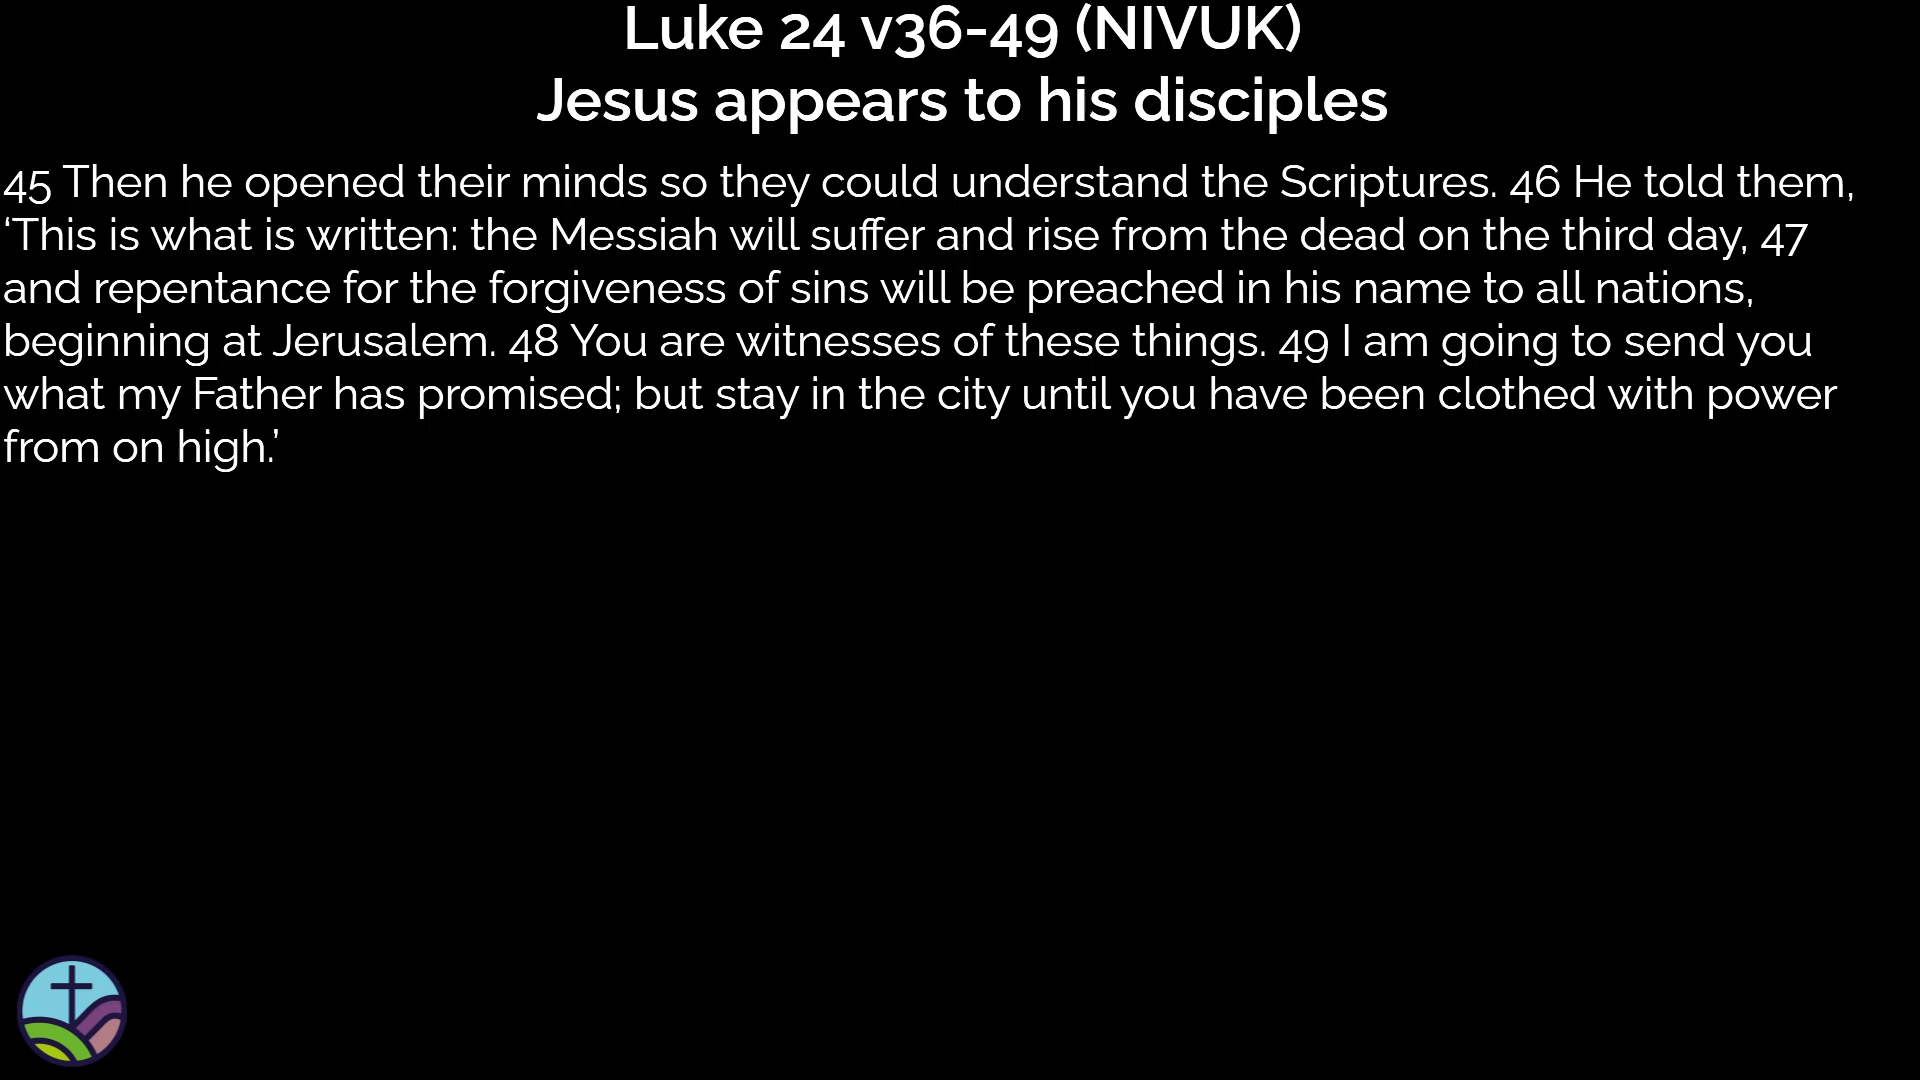 Luke 24 v36-49 (NIVUK)
Jesus appears to his disciples
45 Then he opened their minds so they could understand the Scriptures. 46 He told them,
‘This is what is written: the Messiah will suffer and rise from the dead on the third day, 47
and repentance for the forgiveness of sins will be preached in his name to all nations,
beginning at Jerusalem. 48 You are witnesses of these things. 49 I am going to send you
what my Father has promised; but stay in the city until you have been clothed with power
from on high.’